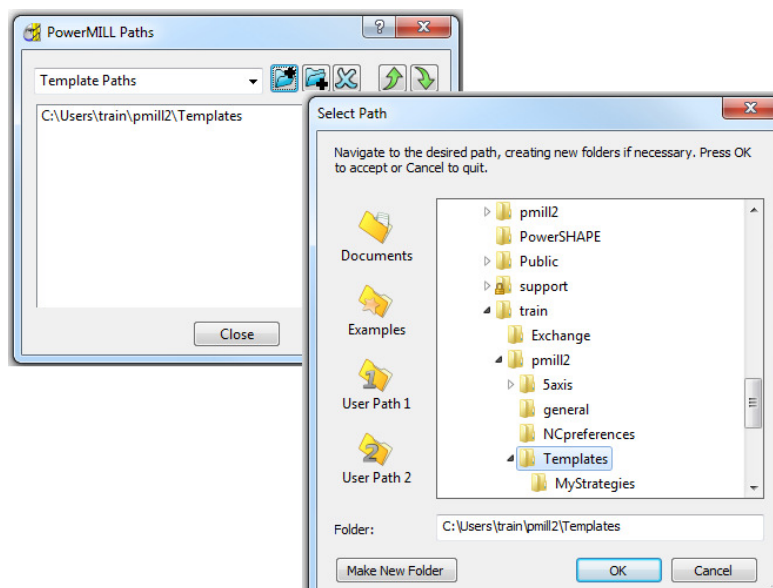 PowerMILL Paths
Template Paths
C:\Users\train\pmill2\Templates
Close
Select Path
Navigate to the desired path, creating new folders if necessary. Press OK
to accept or Cancel to quit.
Documents
Examples
1
User Path 1
2
User Path 2
pmill2
PowerSHAPE
Public
support
train
Exchange
pmill2
5axis
general
NCpreferences
Templates
MyStrategies
Folder:
C:\Users\train\pmill2\Templates
Make New Folder
OK
Cancel